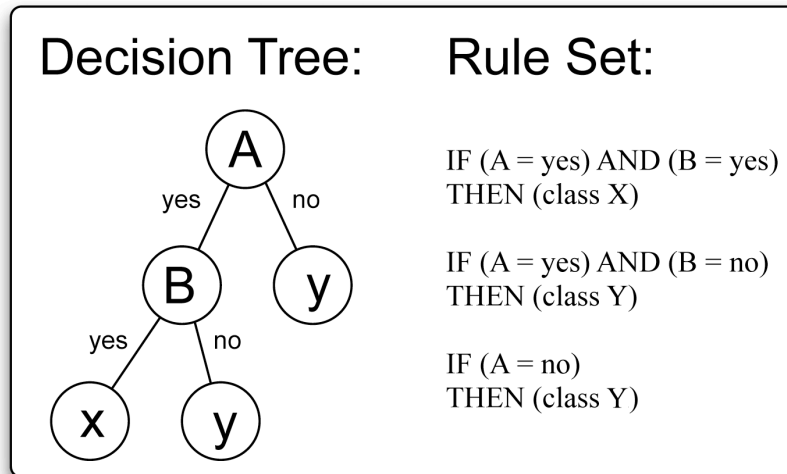 Decision Tree:
A
yes
no
B
y
yes
no
x
y
Rule Set:
IF (A = yes) AND (B = yes)
THEN (class X)
IF (A = yes) AND (B = no)
THEN (class Y)
IF (A = no)
THEN (class Y)